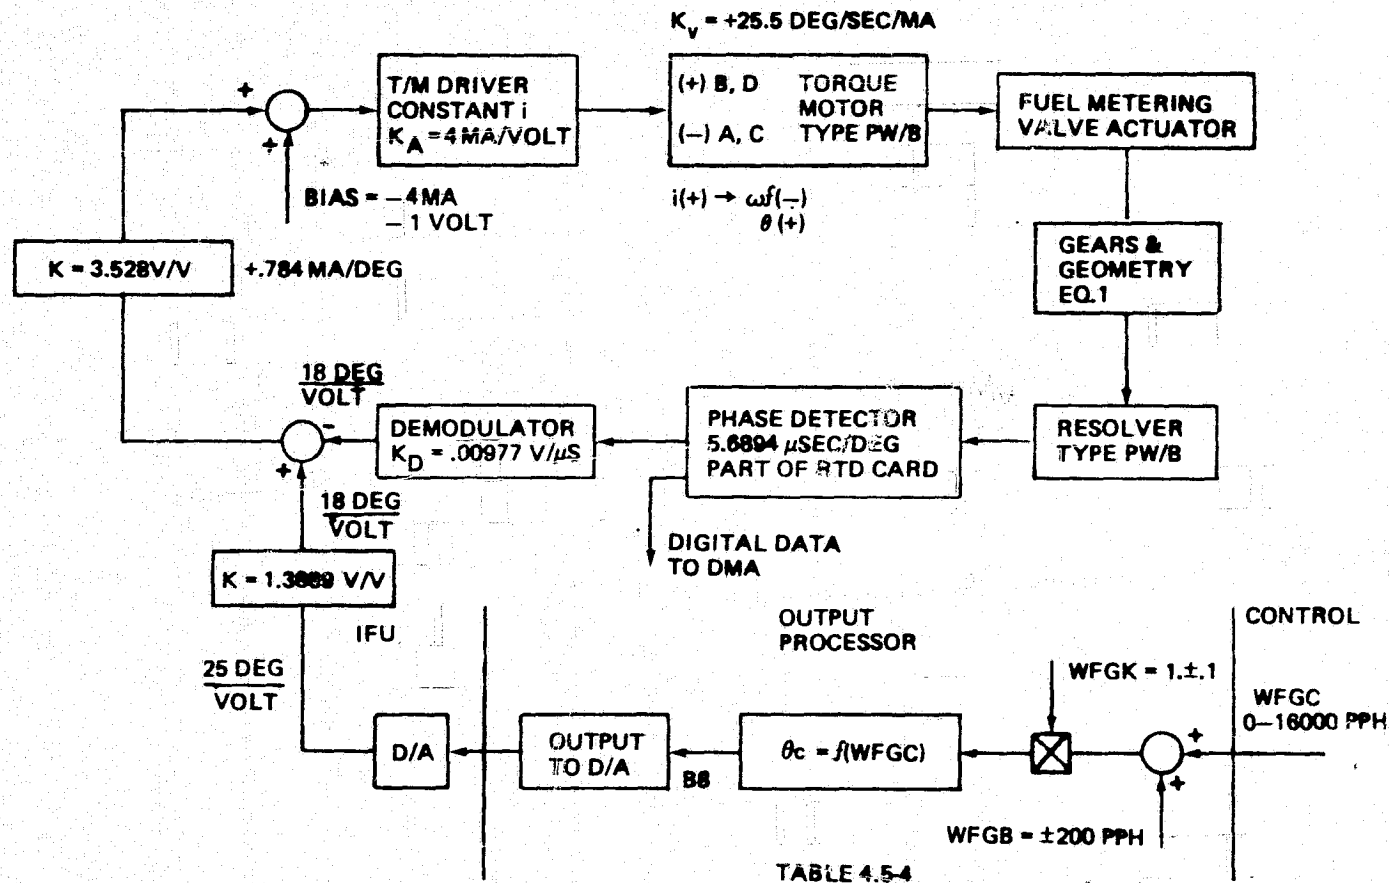 K_v = +25.5 DEG/SEC/MA
T/M DRIVER
CONSTANT i
K_A = 4 MA/VOLT
(+) B, D TORQUE
MOTOR
(−) A, C TYPE PW/B
FUEL METERING
VALVE ACTUATOR
+
+
BIAS = −4 MA
− 1 VOLT
i(+) → ωf(−)
θ (+)
K = 3.528V/V
+.784 MA/DEG
GEARS &
GEOMETRY
EQ.1
18 DEG
VOLT
−
+
DEMODULATOR
K_D = .00977 V/µS
PHASE DETECTOR
5.6894 µSEC/DEG
PART OF RTD CARD
RESOLVER
TYPE PW/B
18 DEG
VOLT
DIGITAL DATA
TO DMA
K = 1.3889 V/V
IFU
OUTPUT
PROCESSOR
CONTROL
25 DEG
VOLT
WFGK = 1.±.1
WFGC
0–16000 PPH
D/A
OUTPUT
TO D/A
B8
θc = f(WFGC)
+
+
WFGB = ±200 PPH
TABLE 4.5-4